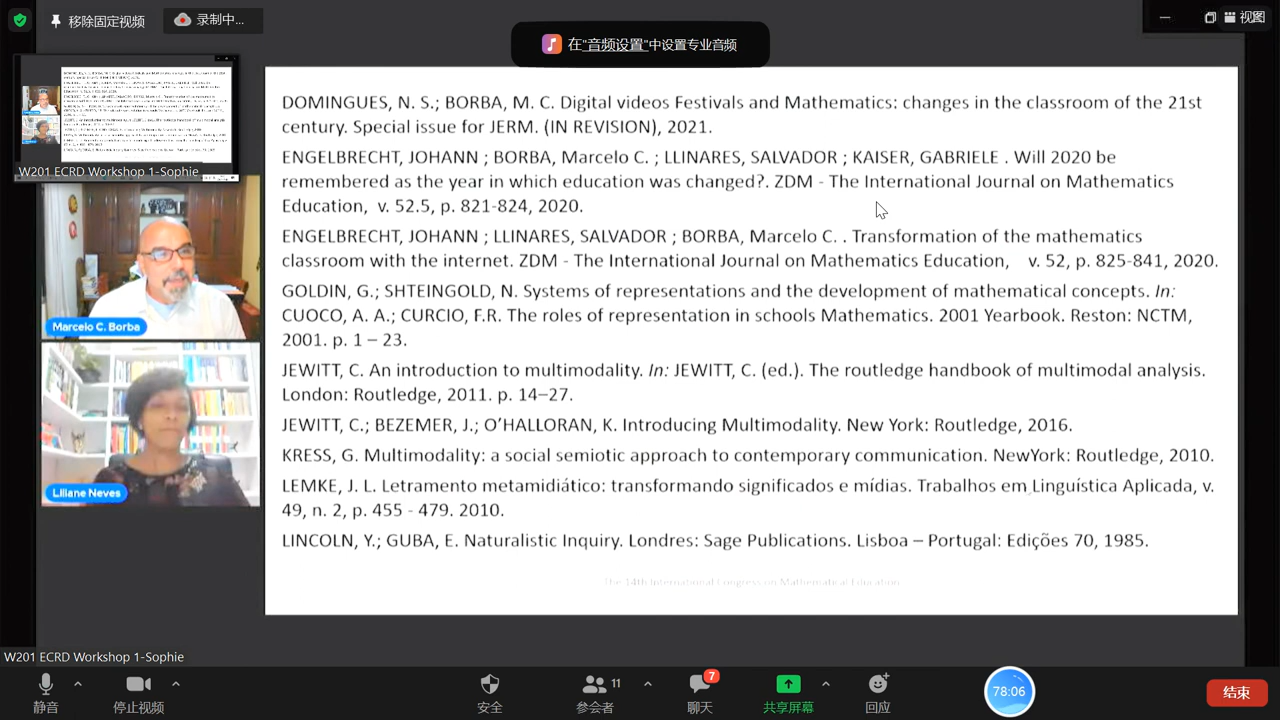 移除固定视频
录制中...
在"音频设置"中设置专业音频
视图
W201 ECRD Workshop 1-Sophie
Marcelo C. Borba
Liliane Neves
DOMINGUES, N. S.; BORBA, M. C. Digital videos Festivals and Mathematics: changes in the classroom of the 21st
century. Special issue for JERM. (IN REVISION), 2021.
ENGELBRECHT, JOHANN ; BORBA, Marcelo C. ; LLINARES, SALVADOR ; KAISER, GABRIELE . Will 2020 be
remembered as the year in which education was changed?. ZDM - The International Journal on Mathematics
Education, v. 52.5, p. 821-824, 2020.
ENGELBRECHT, JOHANN ; LLINARES, SALVADOR ; BORBA, Marcelo C. . Transformation of the mathematics
classroom with the internet. ZDM - The International Journal on Mathematics Education, v. 52, p. 825-841, 2020.
GOLDIN, G.; SHTEINGOLD, N. Systems of representations and the development of mathematical concepts. In:
CUOCO, A. A.; CURCIO, F.R. The roles of representation in schools Mathematics. 2001 Yearbook. Reston: NCTM,
2001. p. 1 – 23.
JEWITT, C. An introduction to multimodality. In: JEWITT, C. (ed.). The routledge handbook of multimodal analysis.
London: Routledge, 2011. p. 14–27.
JEWITT, C.; BEZEMER, J.; O'HALLORAN, K. Introducing Multimodality. New York: Routledge, 2016.
KRESS, G. Multimodality: a social semiotic approach to contemporary communication. NewYork: Routledge, 2010.
LEMKE, J. L. Letramento metamidiático: transformando significados e mídias. Trabalhos em Linguística Aplicada, v.
49, n. 2, p. 455 - 479. 2010.
LINCOLN, Y.; GUBA, E. Naturalistic Inquiry. Londres: Sage Publications. Lisboa – Portugal: Edições 70, 1985.
The 14th International Congress on Mathematical Education
W201 ECRD Workshop 1-Sophie
静音
停止视频
安全
11
参会者
7
聊天
共享屏幕
回应
78:06
结束